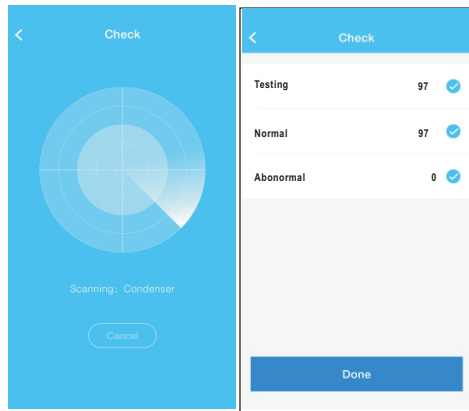 Check
Scanning: Condenser
Cancel
Check
Testing 97
Normal 97
Abonormal 0
Done